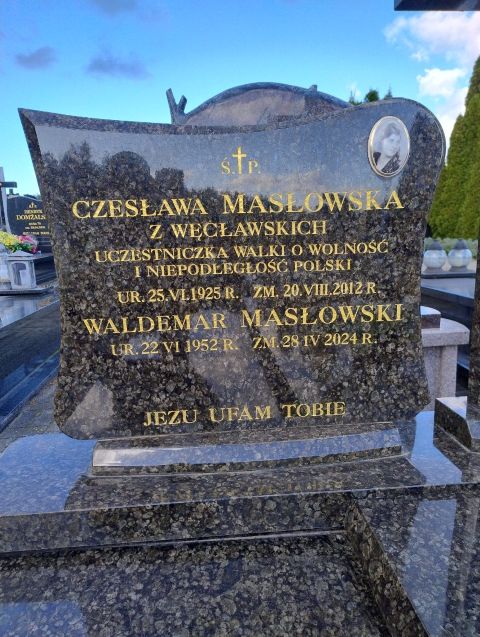 Ś.✝P.
CZESŁAWA MASŁOWSKA
Z WĘCŁAWSKICH
UCZESTNICZKA WALKI O WOLNOŚĆ
I NIEPODLEGŁOŚĆ POLSKI
UR. 25.VI.1925 R. ZM. 20.VIII.2012 R.
WALDEMAR MASŁOWSKI
UR. 22 VI 1952 R. ZM. 28 IV 2024 R.
JEZU UFAM TOBIE
DOMŻAL